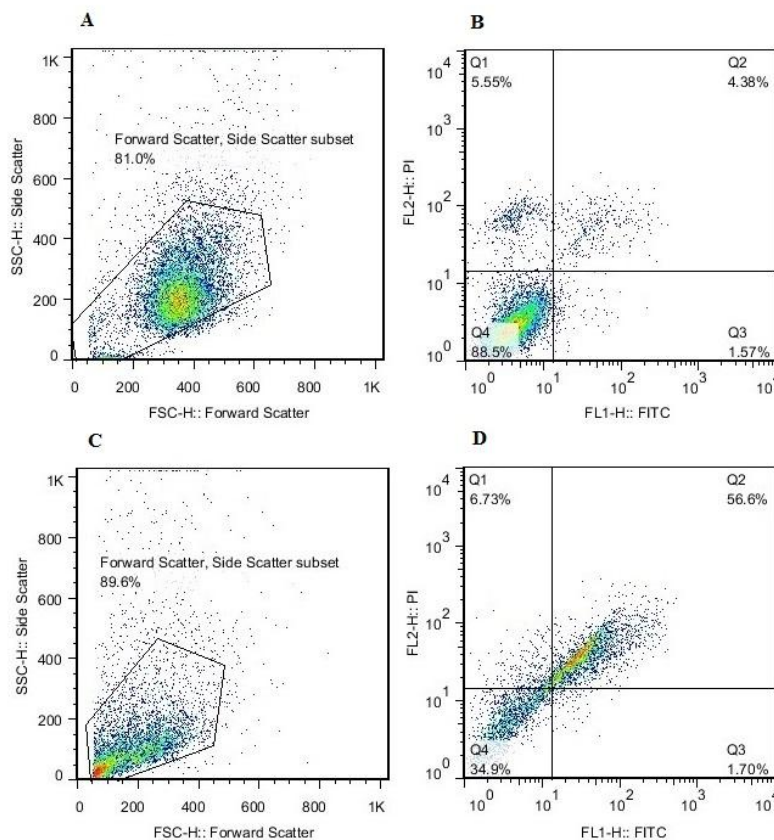 A
1K
800
600
400
200
0
SSC-H:: Side Scatter
Forward Scatter, Side Scatter subset
81.0%
0 200 400 600 800 1K
FSC-H:: Forward Scatter
B
10^4
10^3
10^2
10^1
10^0
FL2-H:: PI
Q1
5.55%
Q2
4.38%
Q4
88.5%
Q3
1.57%
10^0 10^1 10^2 10^3 10^4
FL1-H:: FITC
C
1K
800
600
400
200
0
SSC-H:: Side Scatter
Forward Scatter, Side Scatter subset
89.6%
0 200 400 600 800 1K
FSC-H:: Forward Scatter
D
10^4
10^3
10^2
10^1
10^0
FL2-H:: PI
Q1
6.73%
Q2
56.6%
Q4
34.9%
Q3
1.70%
10^0 10^1 10^2 10^3 10^4
FL1-H:: FITC